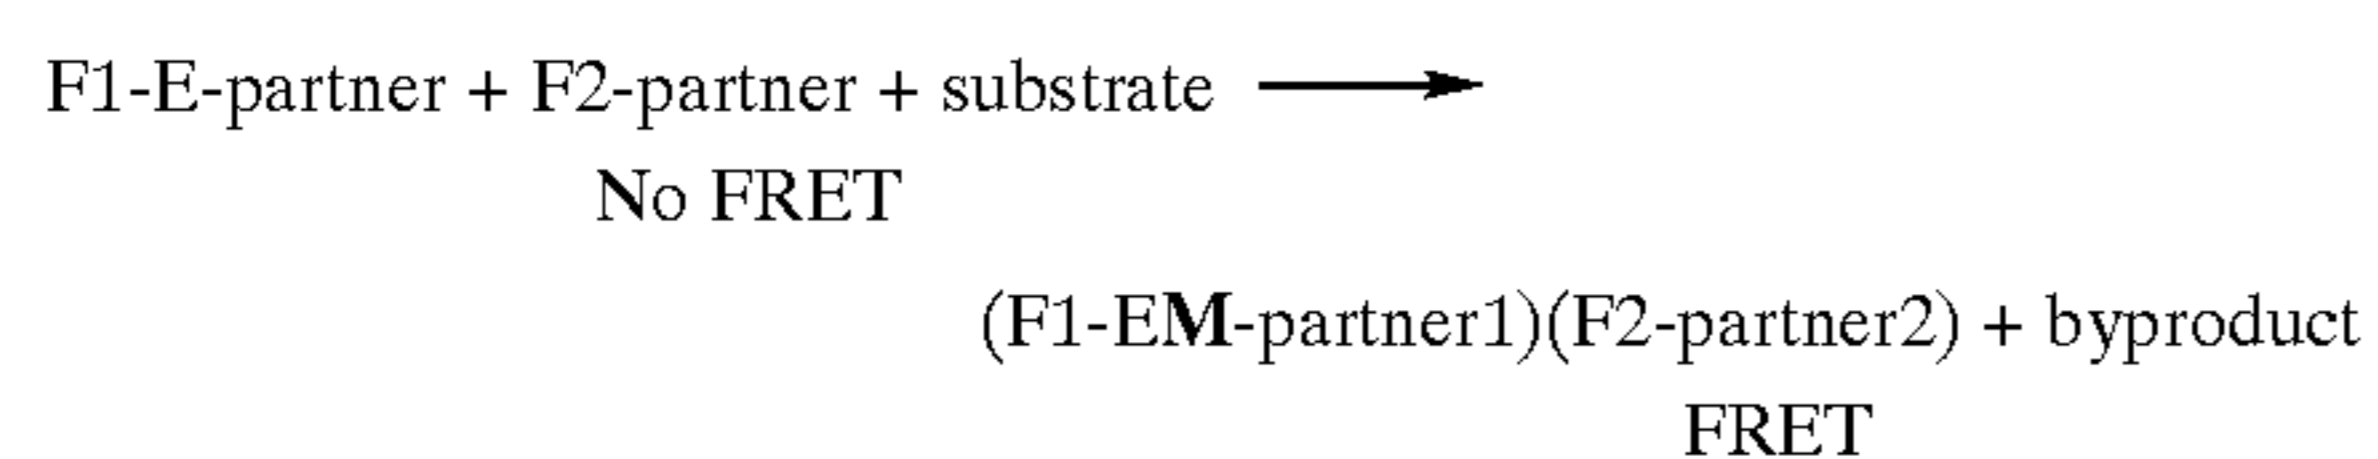 F1-E-partner + F2-partner + substrate ⟶
No FRET
(F1-EM-partner1)(F2-partner2) + byproduct
FRET